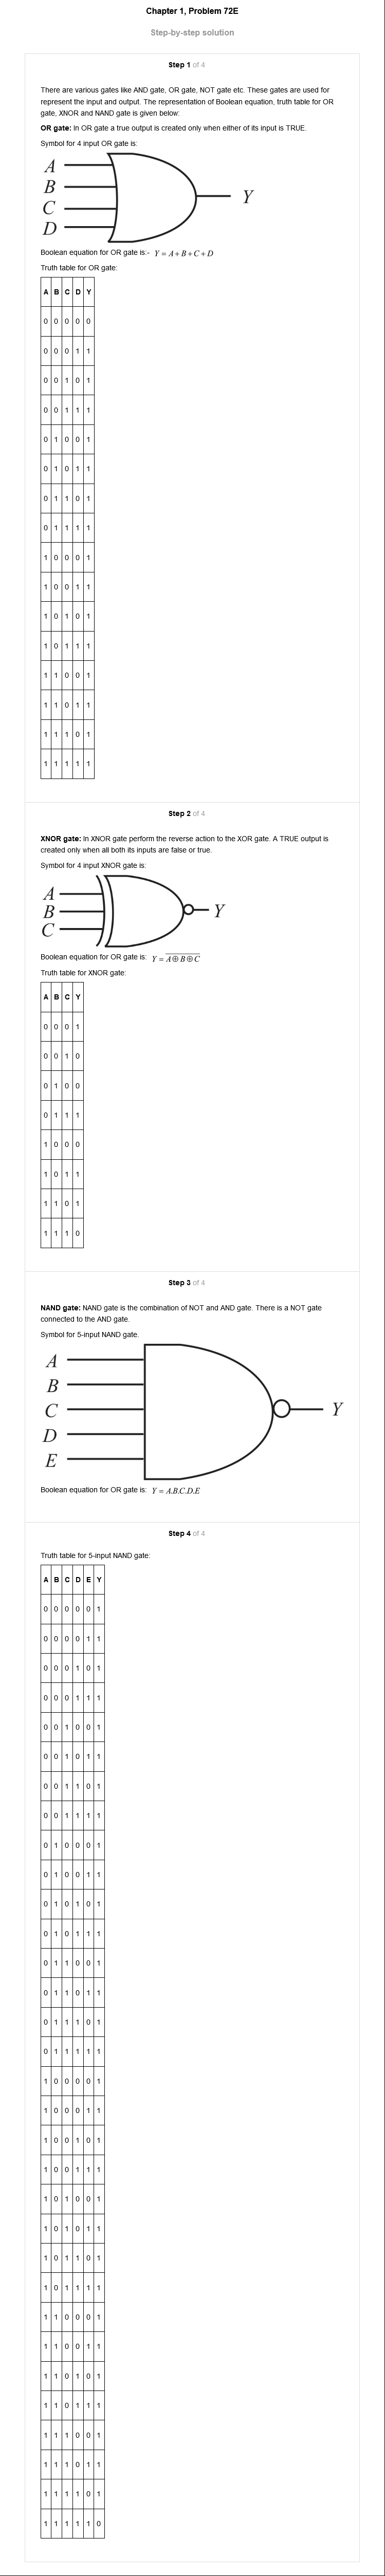 Chapter 1, Problem 72E
Step-by-step solution
Step 1 of 4
There are various gates like AND gate, OR gate, NOT gate etc. These gates are used for
represent the input and output. The representation of Boolean equation, truth table for OR
gate, XNOR and NAND gate is given below:
OR gate: In OR gate a true output is created only when either of its input is TRUE.
Symbol for 4 input OR gate is:
A
B
C
D
Y
Boolean equation for OR gate is:- Y = A + B + C + D
Truth table for OR gate:
A B C D Y
0 0 0 0 0
0 0 0 1 1
0 0 1 0 1
0 0 1 1 1
0 1 0 0 1
0 1 0 1 1
0 1 1 0 1
0 1 1 1 1
1 0 0 0 1
1 0 0 1 1
1 0 1 0 1
1 0 1 1 1
1 1 0 0 1
1 1 0 1 1
1 1 1 0 1
1 1 1 1 1
Step 2 of 4
XNOR gate: In XNOR gate perform the reverse action to the XOR gate. A TRUE output is
created only when all both its inputs are false or true.
Symbol for 4 input XNOR gate is:
A
B
C
Y
Boolean equation for OR gate is: Y = \overline{A⊕B⊕C}
Truth table for XNOR gate:
A B C Y
0 0 0 1
0 0 1 0
0 1 0 0
0 1 1 1
1 0 0 0
1 0 1 1
1 1 0 1
1 1 1 0
Step 3 of 4
NAND gate: NAND gate is the combination of NOT and AND gate. There is a NOT gate
connected to the AND gate.
Symbol for 5-input NAND gate.
A
B
C
D
E
Y
Boolean equation for OR gate is: Y = A.B.C.D.E
Step 4 of 4
Truth table for 5-input NAND gate:
A B C D E Y
0 0 0 0 0 1
0 0 0 0 1 1
0 0 0 1 0 1
0 0 0 1 1 1
0 0 1 0 0 1
0 0 1 0 1 1
0 0 1 1 0 1
0 0 1 1 1 1
0 1 0 0 0 1
0 1 0 0 1 1
0 1 0 1 0 1
0 1 0 1 1 1
0 1 1 0 0 1
0 1 1 0 1 1
0 1 1 1 0 1
0 1 1 1 1 1
1 0 0 0 0 1
1 0 0 0 1 1
1 0 0 1 0 1
1 0 0 1 1 1
1 0 1 0 0 1
1 0 1 0 1 1
1 0 1 1 0 1
1 0 1 1 1 1
1 1 0 0 0 1
1 1 0 0 1 1
1 1 0 1 0 1
1 1 0 1 1 1
1 1 1 0 0 1
1 1 1 0 1 1
1 1 1 1 0 1
1 1 1 1 1 0